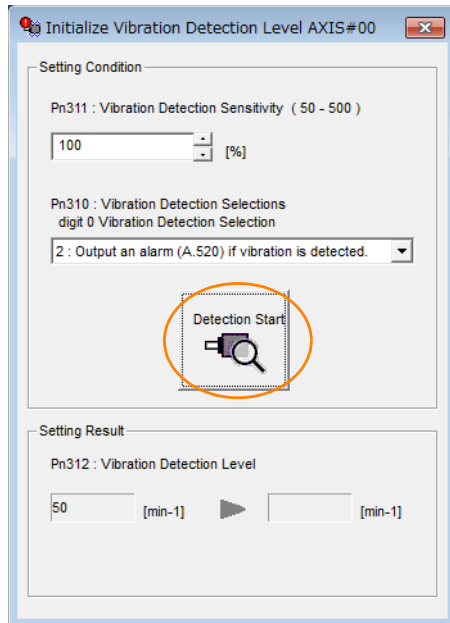 Initialize Vibration Detection Level AXIS#00
Setting Condition
Pn311 : Vibration Detection Sensitivity ( 50 - 500 )
100 [%]
Pn310 : Vibration Detection Selections
digit 0 Vibration Detection Selection
2 : Output an alarm (A.520) if vibration is detected.
Detection Start
Setting Result
Pn312 : Vibration Detection Level
50 [min-1] [min-1]